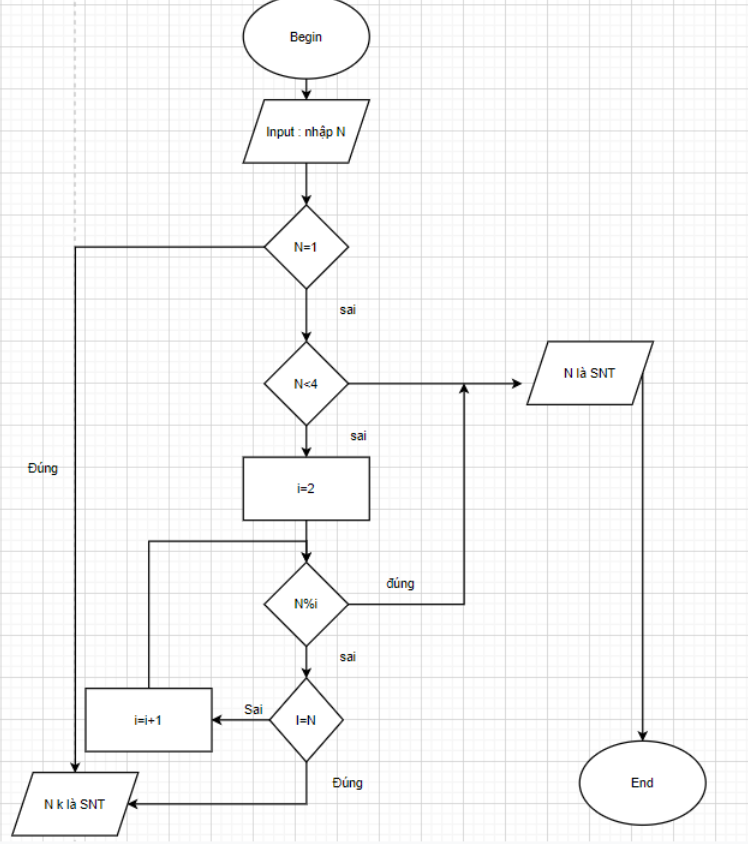 Begin
Input : nhập N
N=1
sai
N<4
N là SNT
sai
Đúng
i=2
N%i
đúng
sai
I=N
Sai
i=i+1
Đúng
N k là SNT
End